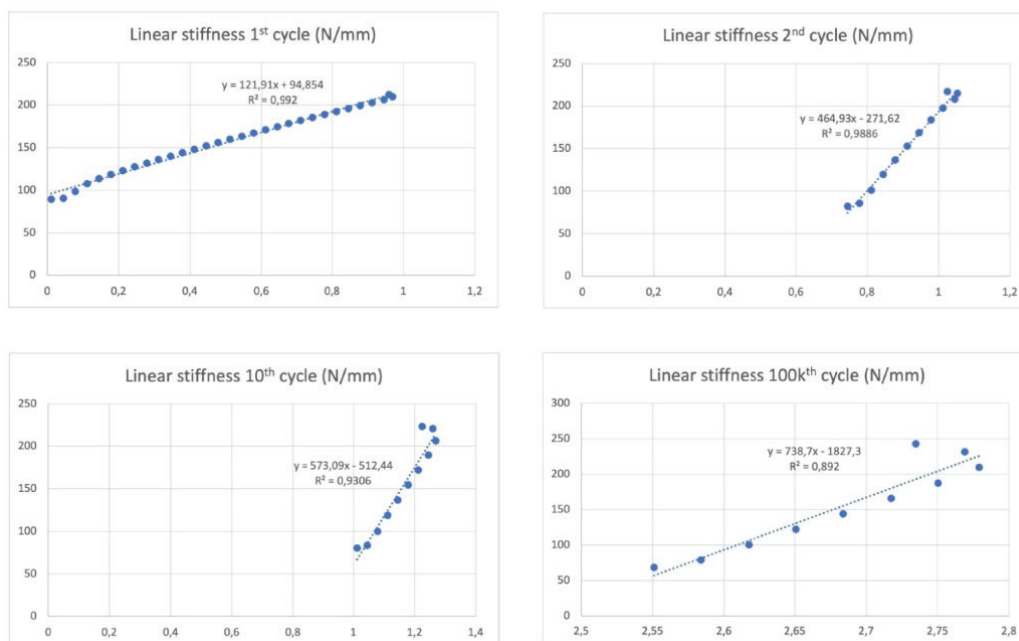 Linear stiffness 1st cycle (N/mm)
250
200
150
100
50
0
y = 121,91x + 94,854
R² = 0,992
0 0,2 0,4 0,6 0,8 1 1,2
Linear stiffness 2nd cycle (N/mm)
250
200
150
100
50
0
y = 464,93x - 271,62
R² = 0,9886
0 0,2 0,4 0,6 0,8 1 1,2
Linear stiffness 10th cycle (N/mm)
250
200
150
100
50
0
y = 573,09x - 512,44
R² = 0,9306
0 0,2 0,4 0,6 0,8 1 1,2 1,4
Linear stiffness 100kth cycle (N/mm)
300
250
200
150
100
50
0
y = 738,7x - 1827,3
R² = 0,892
2,5 2,55 2,6 2,65 2,7 2,75 2,8